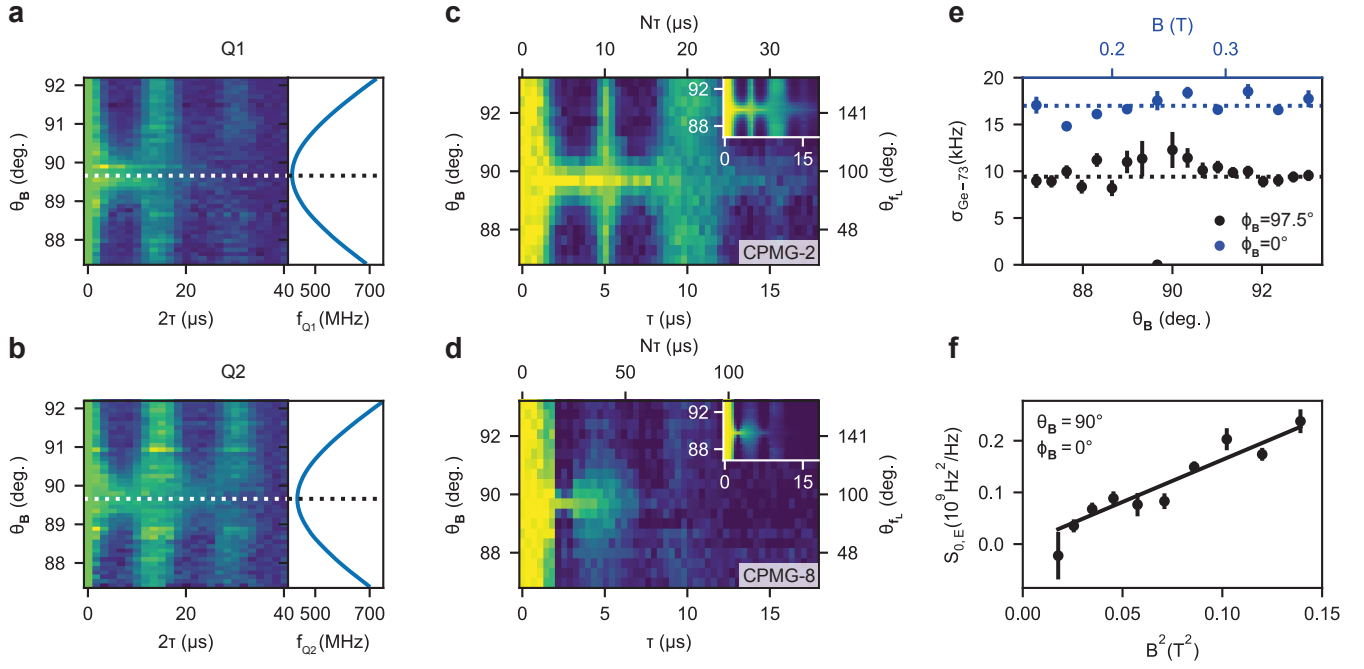 a
Q1
92
91
90
89
88
θB (deg.)
0 20 40 500 700
2τ (μs) fQ1(MHz)
b
Q2
92
91
90
89
88
θB (deg.)
0 20 40 500 700
2τ (μs) fQ2(MHz)
c
Nτ (μs)
0 10 20 30
92
90
88
θB (deg.)
92
88
0 15
141
100
48
θfL (deg.)
CPMG-2
0 5 10 15
τ (μs)
d
Nτ (μs)
0 50 100
92
90
88
θB (deg.)
92
88
0 15
141
100
48
θfL (deg.)
CPMG-8
0 5 10 15
τ (μs)
e
B (T)
0.2 0.3
20
15
10
5
0
σGe−73 (kHz)
ϕB=97.5°
ϕB=0°
88 90 92
θB (deg.)
f
θB = 90°
ϕB = 0°
0.2
0.1
0.0
S0, E (10^9 Hz^2/Hz)
0.00 0.05 0.10 0.15
B^2 (T^2)